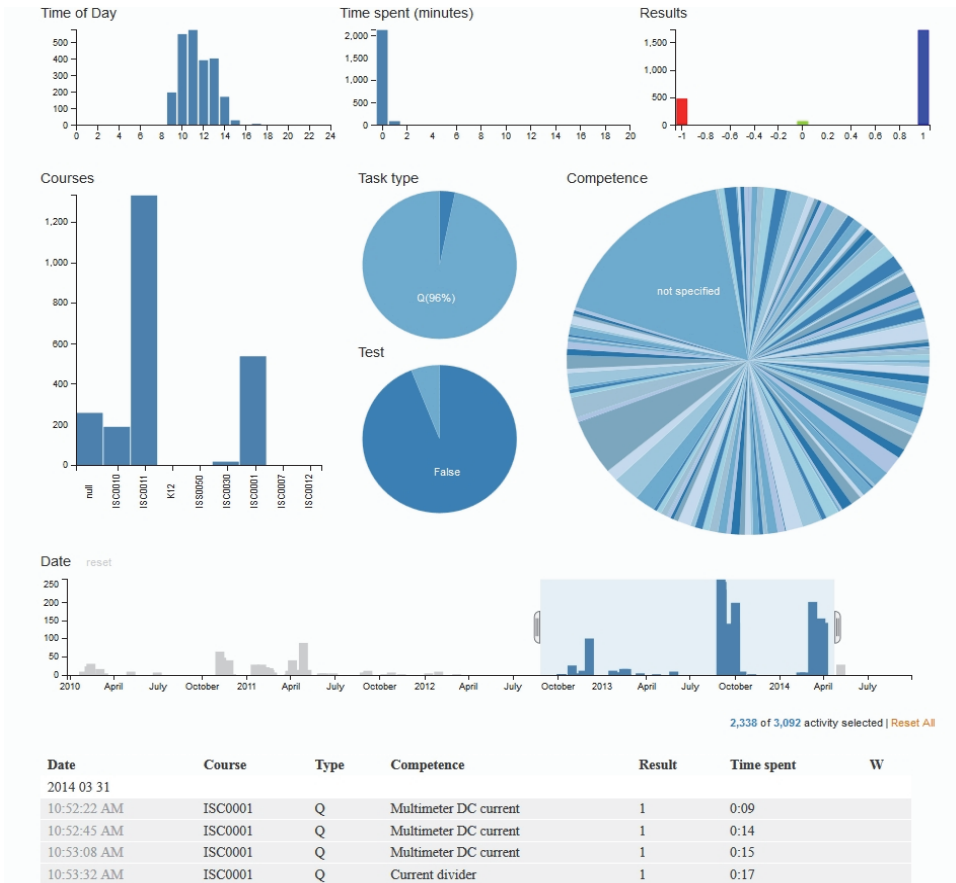 Time of Day
Time spent (minutes)
Results
500
400
300
200
100
0
0 2 4 6 8 10 12 14 16 18 20 22 24
2,000
1,500
1,000
500
0
0 2 4 6 8 10 12 14 16 18 20
1,500
1,000
500
0
-1 -0.8 -0.6 -0.4 -0.2 0 0.2 0.4 0.6 0.8 1
Courses
1,200
1,000
800
600
400
200
0
null ISC0010 ISC0011 K12 ISS0050 ISC0030 ISC0001 ISC0007 ISC0012
Task type
Q(96%)
Test
False
Competence
not specified
Date reset
250
200
150
100
50
0
2010 April July October 2011 April July October 2012 April July October 2013 April July October 2014 April July
2,338 of 3,092 activity selected | Reset All
Date Course Type Competence Result Time spent W
2014 03 31
10:52:22 AM ISC0001 Q Multimeter DC current 1 0:09
10:52:45 AM ISC0001 Q Multimeter DC current 1 0:14
10:53:08 AM ISC0001 Q Multimeter DC current 1 0:15
10:53:32 AM ISC0001 Q Current divider 1 0:17